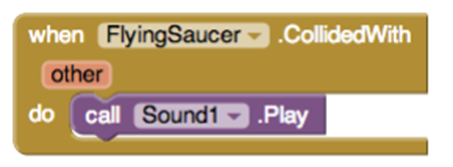 when FlyingSaucer .CollidedWith
other
do call Sound1 .Play